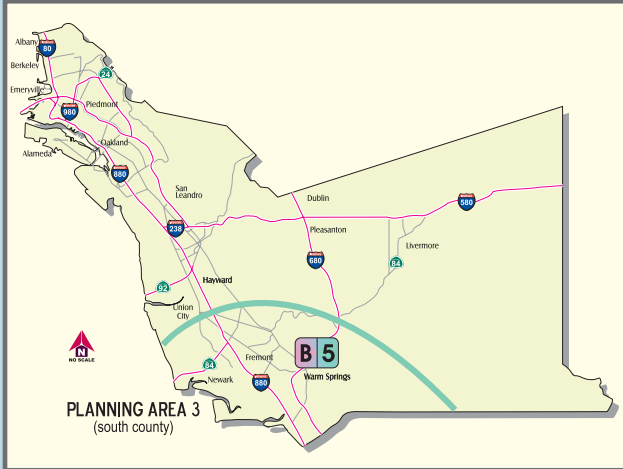 Albany
80
Berkeley
24
Emeryville
980
Piedmont
Oakland
Alameda
880
San
Leandro
Dublin
580
238
Pleasanton
Livermore
680
84
Hayward
92
Union
City
N
NO SCALE
Fremont
B 5
84
Newark
880
Warm Springs
PLANNING AREA 3
(south county)